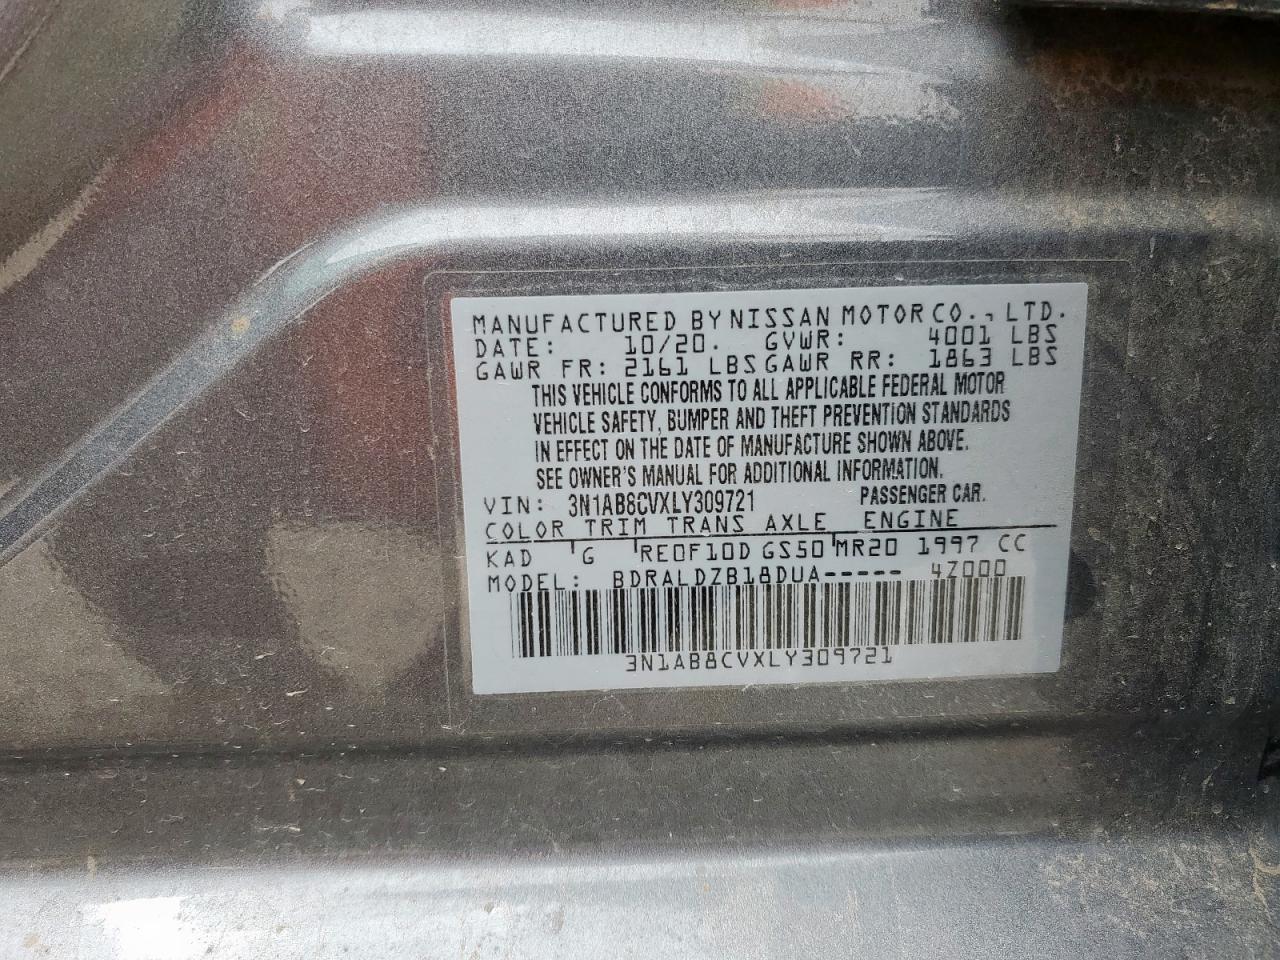 MANUFACTURED BY NISSAN MOTOR CO., LTD.
DATE: 10/20. GVWR: 4001 LBS
GAWR FR: 2161 LBS GAWR RR: 1863 LBS
THIS VEHICLE CONFORMS TO ALL APPLICABLE FEDERAL MOTOR
VEHICLE SAFETY, BUMPER AND THEFT PREVENTION STANDARDS
IN EFFECT ON THE DATE OF MANUFACTURE SHOWN ABOVE.
SEE OWNER'S MANUAL FOR ADDITIONAL INFORMATION.
VIN: 3N1AB8CVXLY309721 PASSENGER CAR.
COLOR TRIM TRANS AXLE ENGINE
KAD G RE0F10D GS50 MR20 1997 CC
MODEL: BDRALDZB18DUA----- 4Z000
3N1AB8CVXLY309721